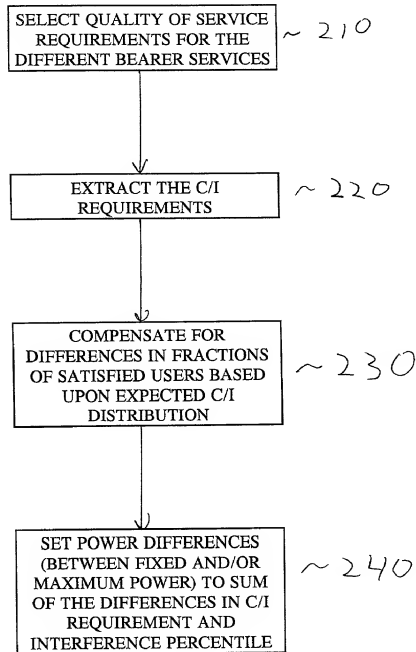 SELECT QUALITY OF SERVICE
REQUIREMENTS FOR THE
DIFFERENT BEARER SERVICES
~ 210
EXTRACT THE C/I
REQUIREMENTS
~ 220
COMPENSATE FOR
DIFFERENCES IN FRACTIONS
OF SATISFIED USERS BASED
UPON EXPECTED C/I
DISTRIBUTION
~ 230
SET POWER DIFFERENCES
(BETWEEN FIXED AND/OR
MAXIMUM POWER) TO SUM
OF THE DIFFERENCES IN C/I
REQUIREMENT AND
INTERFERENCE PERCENTILE
~ 240